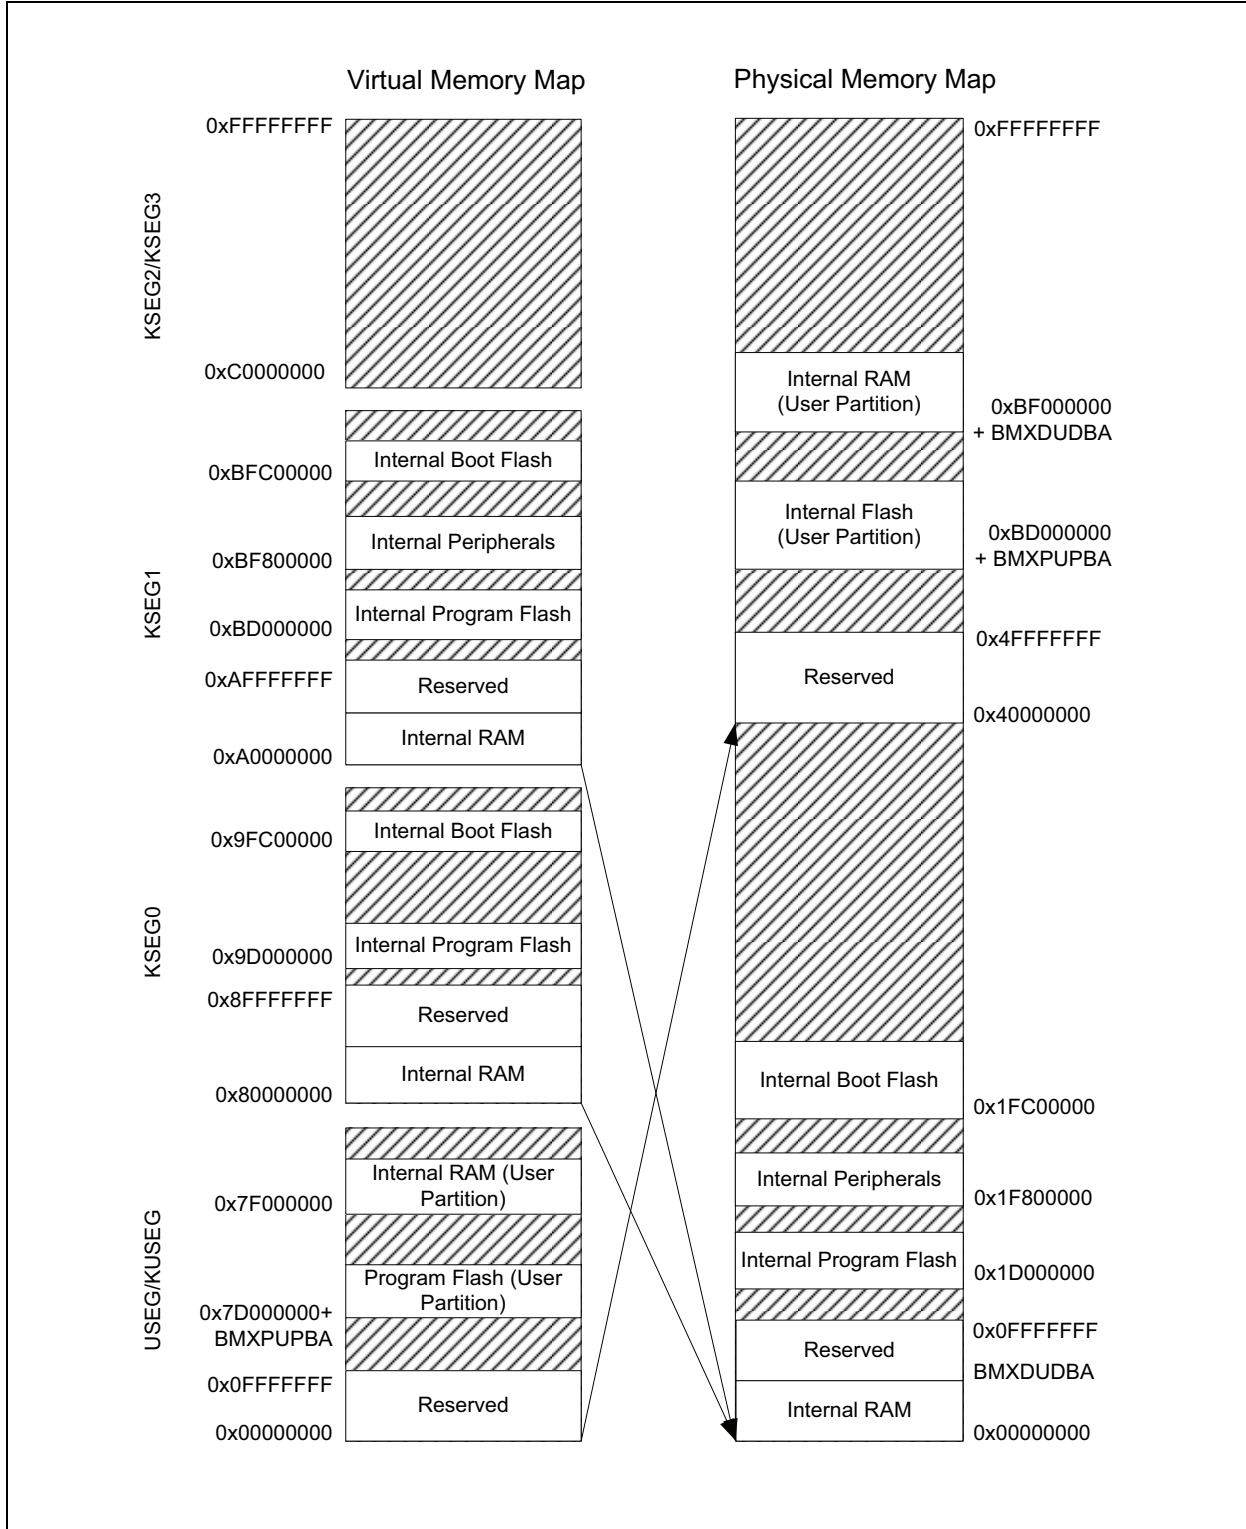 Virtual Memory Map
Physical Memory Map
KSEG2/KSEG3
0xFFFFFFFF
0xC0000000
KSEG1
Internal Boot Flash
0xBFC00000
Internal Peripherals
0xBF800000
Internal Program Flash
0xBD000000
0xAFFFFFFF
Reserved
Internal RAM
0xA0000000
KSEG0
Internal Boot Flash
0x9FC00000
Internal Program Flash
0x9D000000
0x8FFFFFFF
Reserved
Internal RAM
0x80000000
USEG/KUSEG
Internal RAM (User
Partition)
0x7F000000
Program Flash (User
Partition)
0x7D000000+
BMXPUPBA
0x0FFFFFFF
Reserved
0x00000000
0xFFFFFFFF
Internal RAM
(User Partition)
0xBF000000
+ BMXDUDBA
Internal Flash
(User Partition)
0xBD000000
+ BMXPUPBA
0x4FFFFFFF
Reserved
0x40000000
Internal Boot Flash
0x1FC00000
Internal Peripherals
0x1F800000
Internal Program Flash
0x1D000000
0x0FFFFFFF
Reserved
BMXDUDBA
Internal RAM
0x00000000